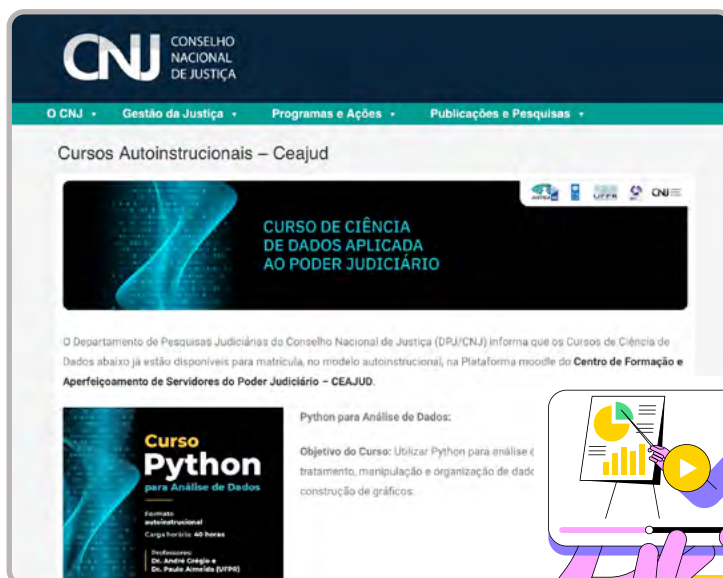 CNJ
CONSELHO
NACIONAL
DE JUSTIÇA
O CNJ Gestão da Justiça Programas e Ações Publicações e Pesquisas
Cursos Autoinstrucionais – Ceajud
UFPR CNJ
CURSO DE CIÊNCIA
DE DADOS APLICADA
AO PODER JUDICIÁRIO
O Departamento de Pesquisas Judiciárias do Conselho Nacional de Justiça (DPJ/CNJ) informa que os Cursos de Ciência de
Dados abaixo já estão disponíveis para matrícula, no modelo autoinstrucional, na Plataforma moodle do Centro de Formação e
Aperfeiçoamento de Servidores do Poder Judiciário – CEAJUD.
Curso
Python
para Análise de Dados
Formato
autoinstrucional
Carga horária: 40 horas
Professores:
Dr. André Grégio e
Dr. Paulo Almeida (UFPR)
Python para Análise de Dados:
Objetivo do Curso: Utilizar Python para análise
tratamento, manipulação e organização de
construção de gráficos.